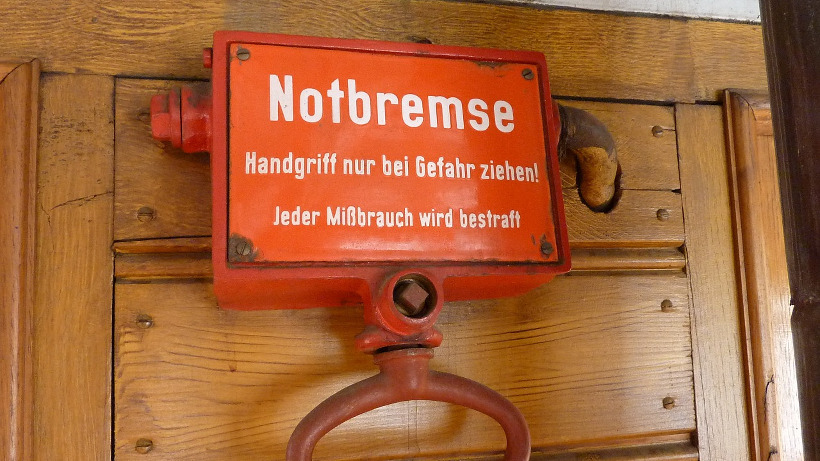 Notbremse
Handgriff nur bei Gefahr ziehen!
Jeder Mißbrauch wird bestraft